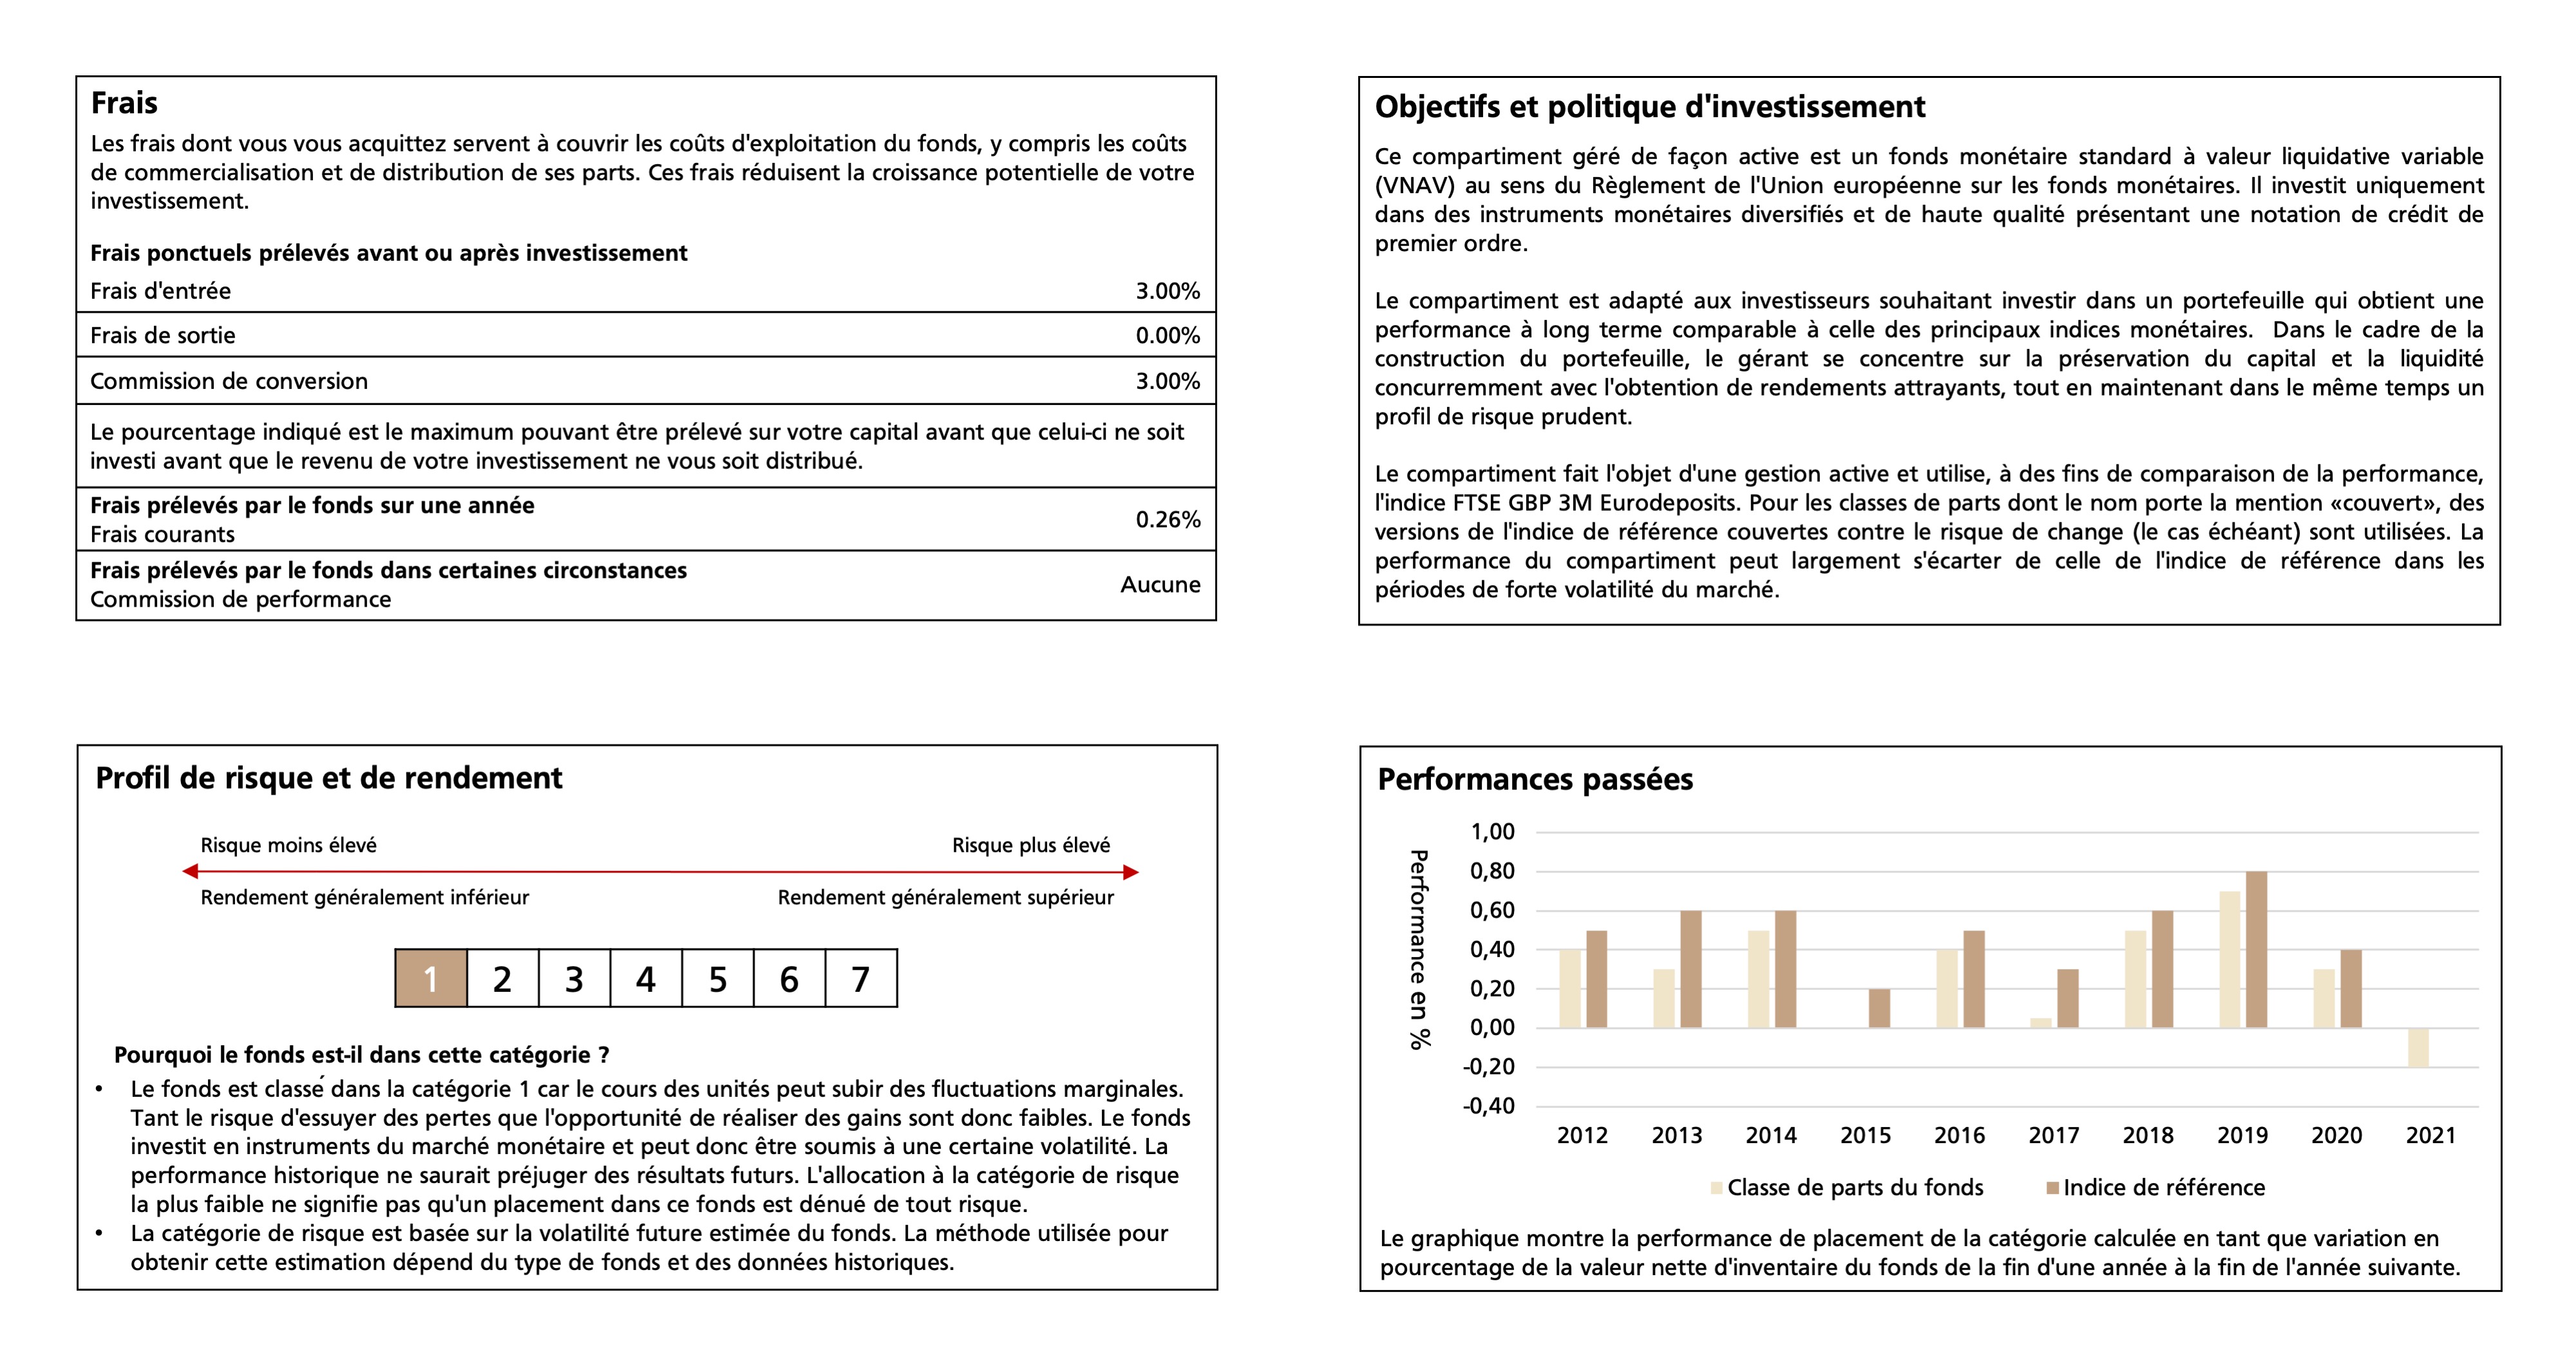 Frais
Les frais dont vous vous acquittez servent à couvrir les coûts d'exploitation du fonds, y compris les coûts
de commercialisation et de distribution de ses parts. Ces frais réduisent la croissance potentielle de votre
investissement.
Frais ponctuels prélevés avant ou après investissement
Frais d'entrée 3.00%
Frais de sortie 0.00%
Commission de conversion 3.00%
Le pourcentage indiqué est le maximum pouvant être prélevé sur votre capital avant que celui-ci ne soit
investi avant que le revenu de votre investissement ne vous soit distribué.
Frais prélevés par le fonds sur une année
Frais courants 0.26%
Frais prélevés par le fonds dans certaines circonstances
Commission de performance Aucune
Objectifs et politique d'investissement
Ce compartiment géré de façon active est un fonds monétaire standard à valeur liquidative variable
(VNAV) au sens du Règlement de l'Union européenne sur les fonds monétaires. Il investit uniquement
dans des instruments monétaires diversifiés et de haute qualité présentant une notation de crédit de
premier ordre.
Le compartiment est adapté aux investisseurs souhaitant investir dans un portefeuille qui obtient une
performance à long terme comparable à celle des principaux indices monétaires. Dans le cadre de la
construction du portefeuille, le gérant se concentre sur la préservation du capital et la liquidité
concurremment avec l'obtention de rendements attrayants, tout en maintenant dans le même temps un
profil de risque prudent.
Le compartiment fait l'objet d'une gestion active et utilise, à des fins de comparaison de la performance,
l'indice FTSE GBP 3M Eurodeposits. Pour les classes de parts dont le nom porte la mention «couvert», des
versions de l'indice de référence couvertes contre le risque de change (le cas échéant) sont utilisées. La
performance du compartiment peut largement s'écarter de celle de l'indice de référence dans les
périodes de forte volatilité du marché.
Profil de risque et de rendement
Risque moins élevé Risque plus élevé
Rendement généralement inférieur Rendement généralement supérieur
1 2 3 4 5 6 7
Pourquoi le fonds est-il dans cette catégorie ?
• Le fonds est classé dans la catégorie 1 car le cours des unités peut subir des fluctuations marginales.
Tant le risque d'essuyer des pertes que l'opportunité de réaliser des gains sont donc faibles. Le fonds
investit en instruments du marché monétaire et peut donc être soumis à une certaine volatilité. La
performance historique ne saurait préjuger des résultats futurs. L'allocation à la catégorie de risque
la plus faible ne signifie pas qu'un placement dans ce fonds est dénué de tout risque.
• La catégorie de risque est basée sur la volatilité future estimée du fonds. La méthode utilisée pour
obtenir cette estimation dépend du type de fonds et des données historiques.
Performances passées
Performance en %
1,00
0,80
0,60
0,40
0,20
0,00
-0,20
-0,40
2012 2013 2014 2015 2016 2017 2018 2019 2020 2021
Classe de parts du fonds Indice de référence
Le graphique montre la performance de placement de la catégorie calculée en tant que variation en
pourcentage de la valeur nette d'inventaire du fonds de la fin d'une année à la fin de l'année suivante.